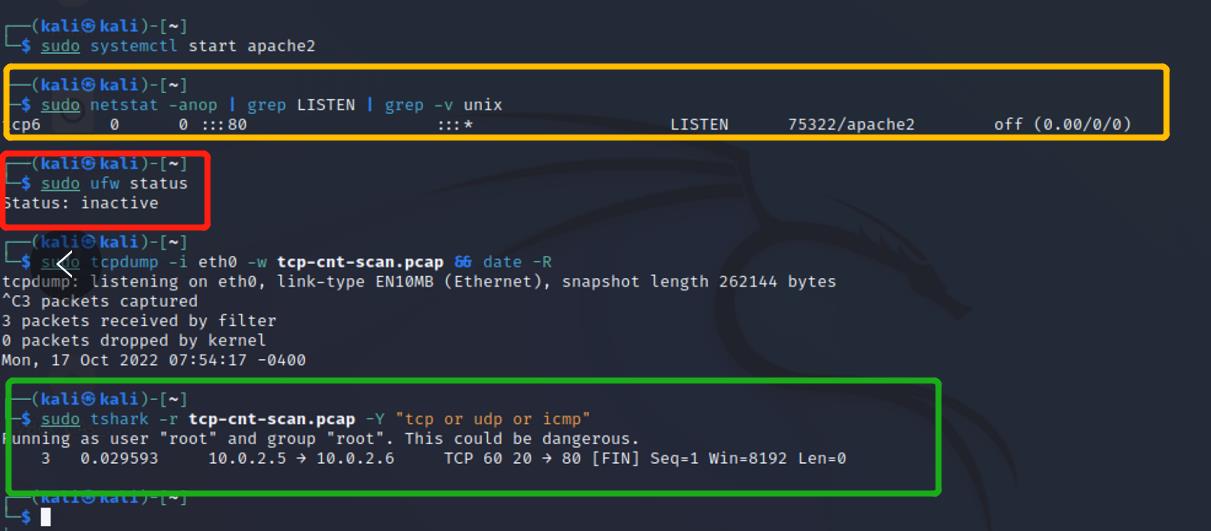 ┌──(kali㉿kali)-[~]
└─$ sudo systemctl start apache2
┌──(kali㉿kali)-[~]
└─$ sudo netstat -anop | grep LISTEN | grep -v unix
tcp6       0      0 :::80                   :::*                    LISTEN      75322/apache2        off (0.00/0/0)
┌──(kali㉿kali)-[~]
└─$ sudo ufw status
Status: inactive
┌──(kali㉿kali)-[~]
└─$ sudo tcpdump -i eth0 -w tcp-cnt-scan.pcap && date -R
tcpdump: listening on eth0, link-type EN10MB (Ethernet), snapshot length 262144 bytes
^C3 packets captured
3 packets received by filter
0 packets dropped by kernel
Mon, 17 Oct 2022 07:54:17 -0400
┌──(kali㉿kali)-[~]
└─$ sudo tshark -r tcp-cnt-scan.pcap -Y "tcp or udp or icmp"
Running as user "root" and group "root". This could be dangerous.
    3   0.029593     10.0.2.5 → 10.0.2.6     TCP 60 20 → 80 [FIN] Seq=1 Win=8192 Len=0
┌──(kali㉿kali)-[~]
└─$